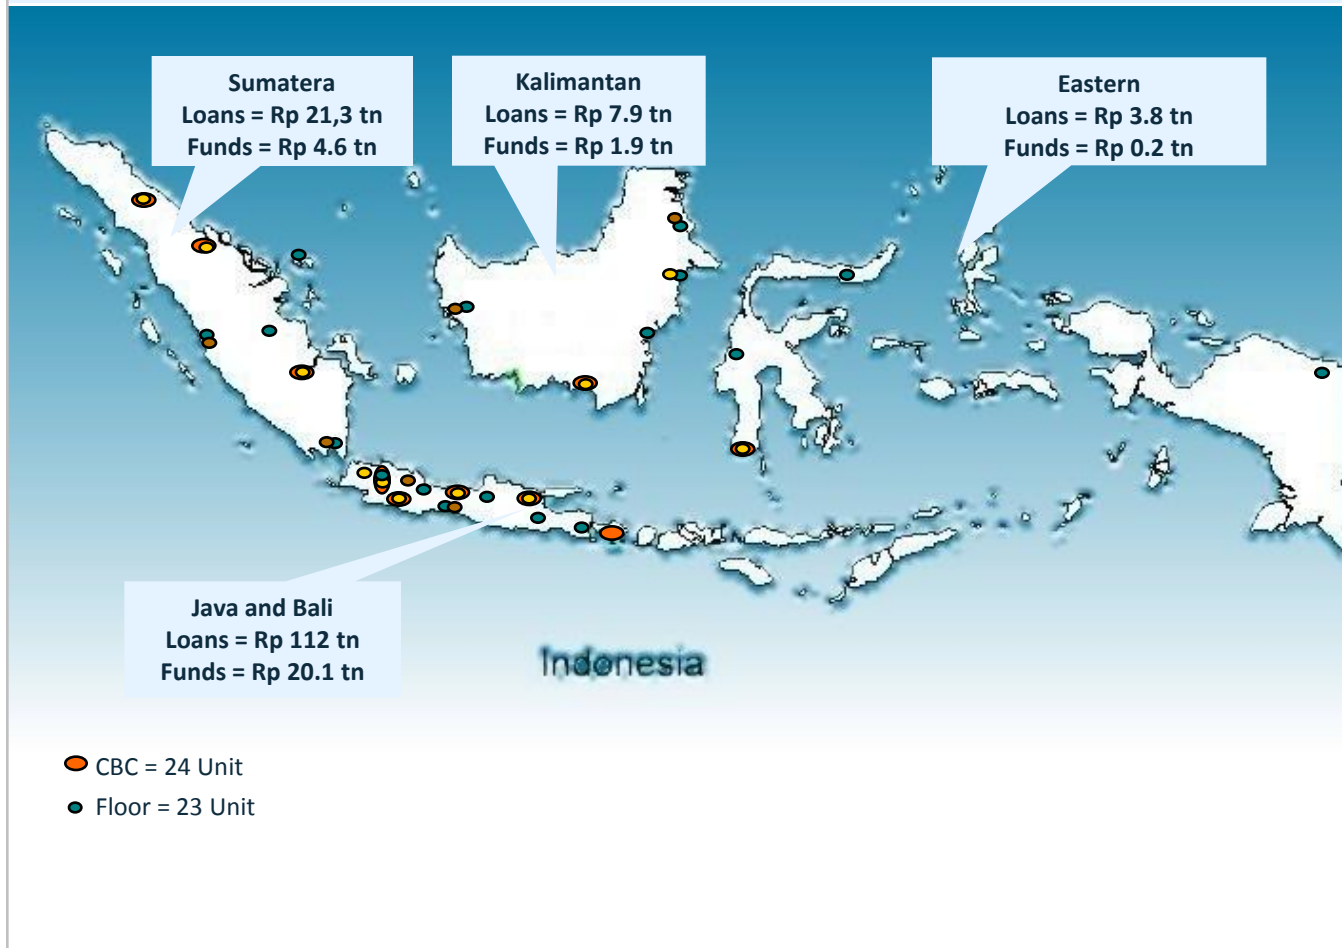 Sumatera
Loans = Rp 21,3 tn
Funds = Rp 4.6 tn
Kalimantan
Loans = Rp 7.9 tn
Funds = Rp 1.9 tn
Eastern
Loans = Rp 3.8 tn
Funds = Rp 0.2 tn
Java and Bali
Loans = Rp 112 tn
Funds = Rp 20.1 tn
Indonesia
CBC = 24 Unit
Floor = 23 Unit